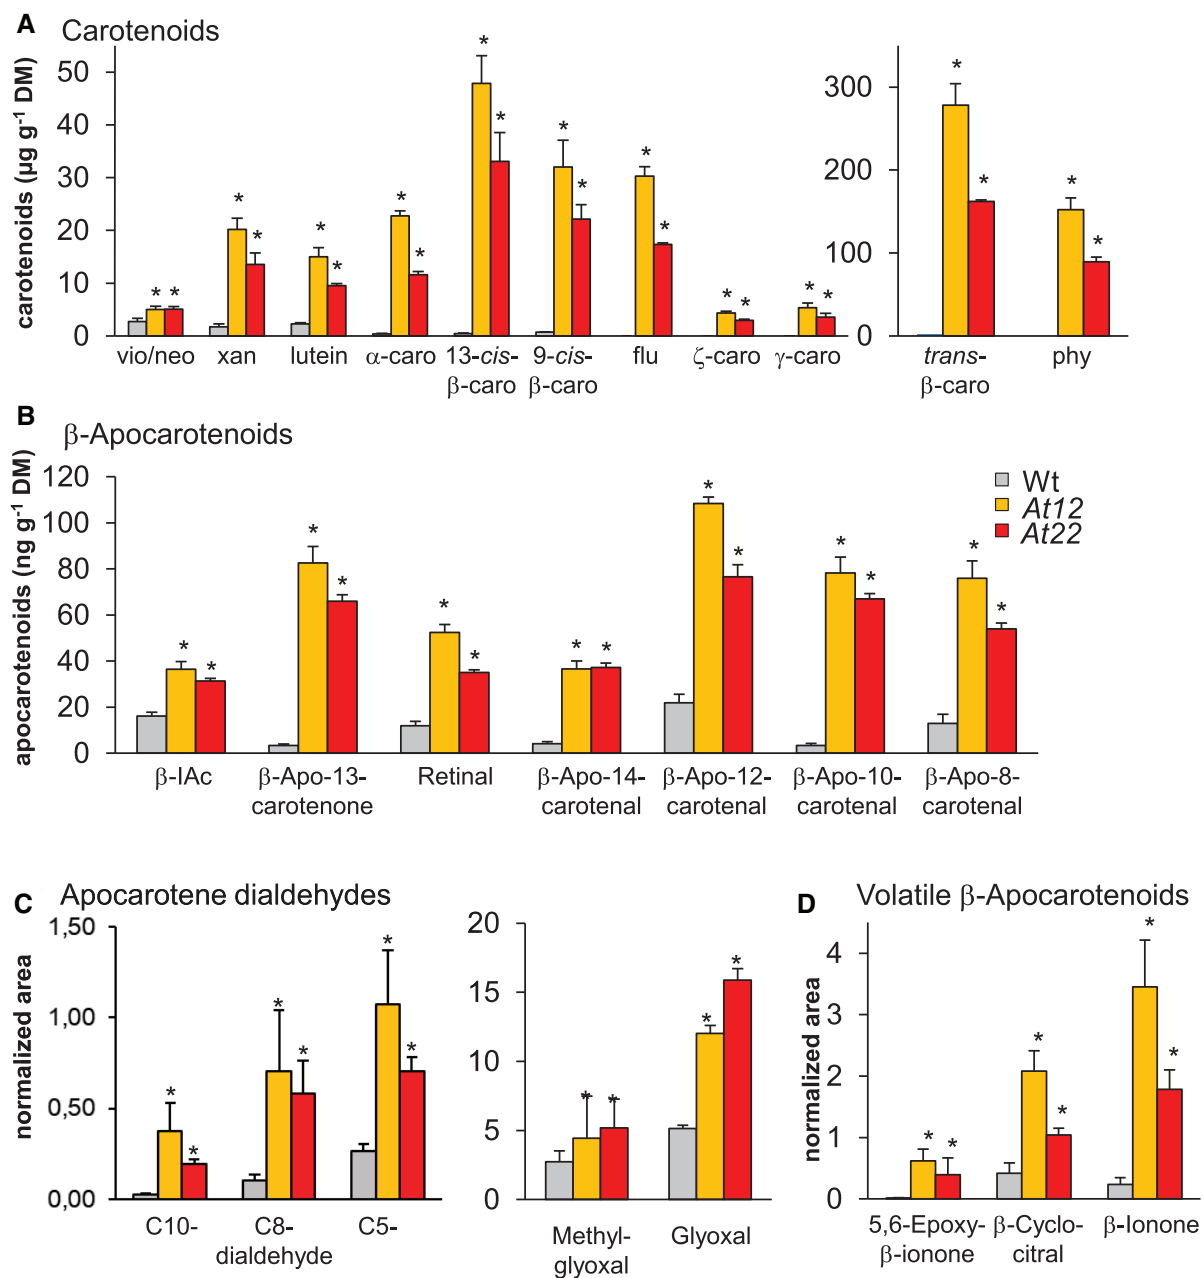 A Carotenoids
carotenoids (µg g⁻¹ DM)
50
40
30
20
10
0
* * * * * * * * * * * * * * * * * *
vio/neo xan lutein α-caro 13-cis- 9-cis- flu ζ-caro γ-caro
β-caro β-caro
300
200
100
0
* * * *
trans- phy
β-caro
B
β-Apocarotenoids
apocarotenoids (ng g⁻¹ DM)
120
100
80
60
40
20
0
* * * * * * * * * * * * * *
Wt
At12
At22
β-IAc β-Apo-13- Retinal β-Apo-14- β-Apo-12- β-Apo-10- β-Apo-8-
carotenone carotenal carotenal carotenal carotenal
C Apocarotene dialdehydes
normalized area
1,50
1,00
0,50
0,00
* * * * * *
C10- C8- C5-
dialdehyde
20
15
10
5
0
* * * *
Methyl- Glyoxal
glyoxal
D Volatile β-Apocarotenoids
normalized area
4
3
2
1
0
* * * * * *
5,6-Epoxy- β-Cyclo- β-Ionone
β-ionone citral